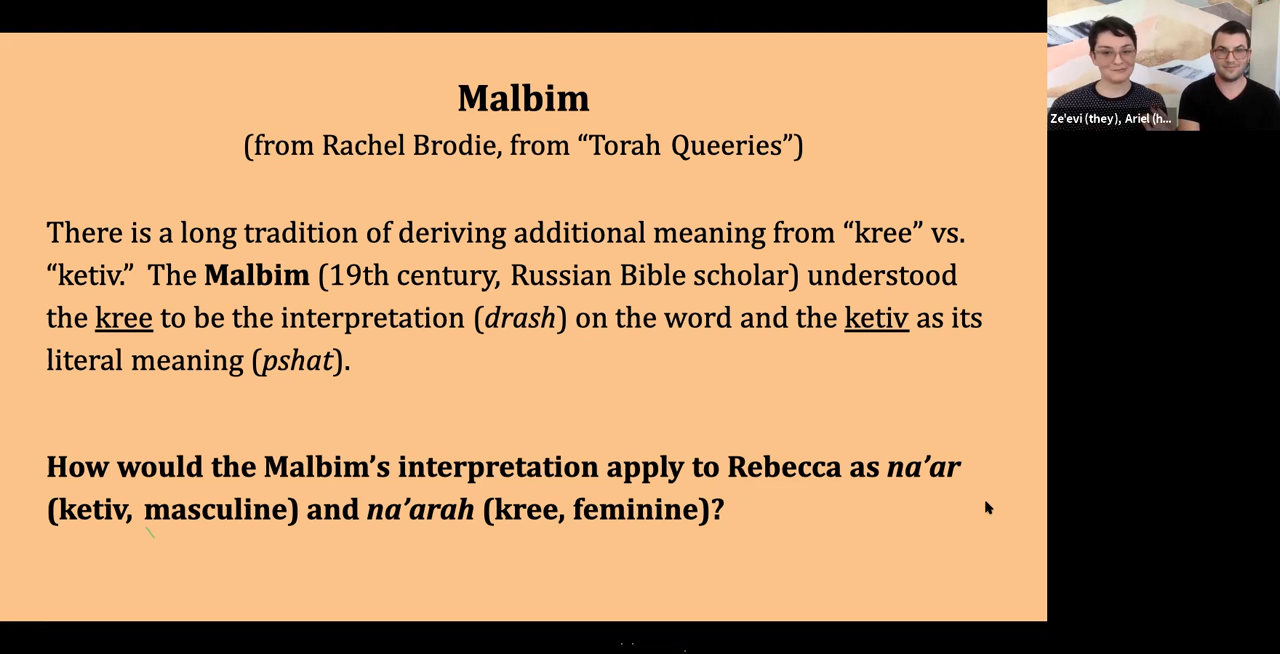 Malbim
(from Rachel Brodie, from “Torah Queeries”)
There is a long tradition of deriving additional meaning from “kree” vs.
“ketiv.” The Malbim (19th century, Russian Bible scholar) understood
the kree to be the interpretation (drash) on the word and the ketiv as its
literal meaning (pshat).
How would the Malbim’s interpretation apply to Rebecca as na’ar
(ketiv, masculine) and na’arah (kree, feminine)?
Ze'evi (they), Ariel (h...